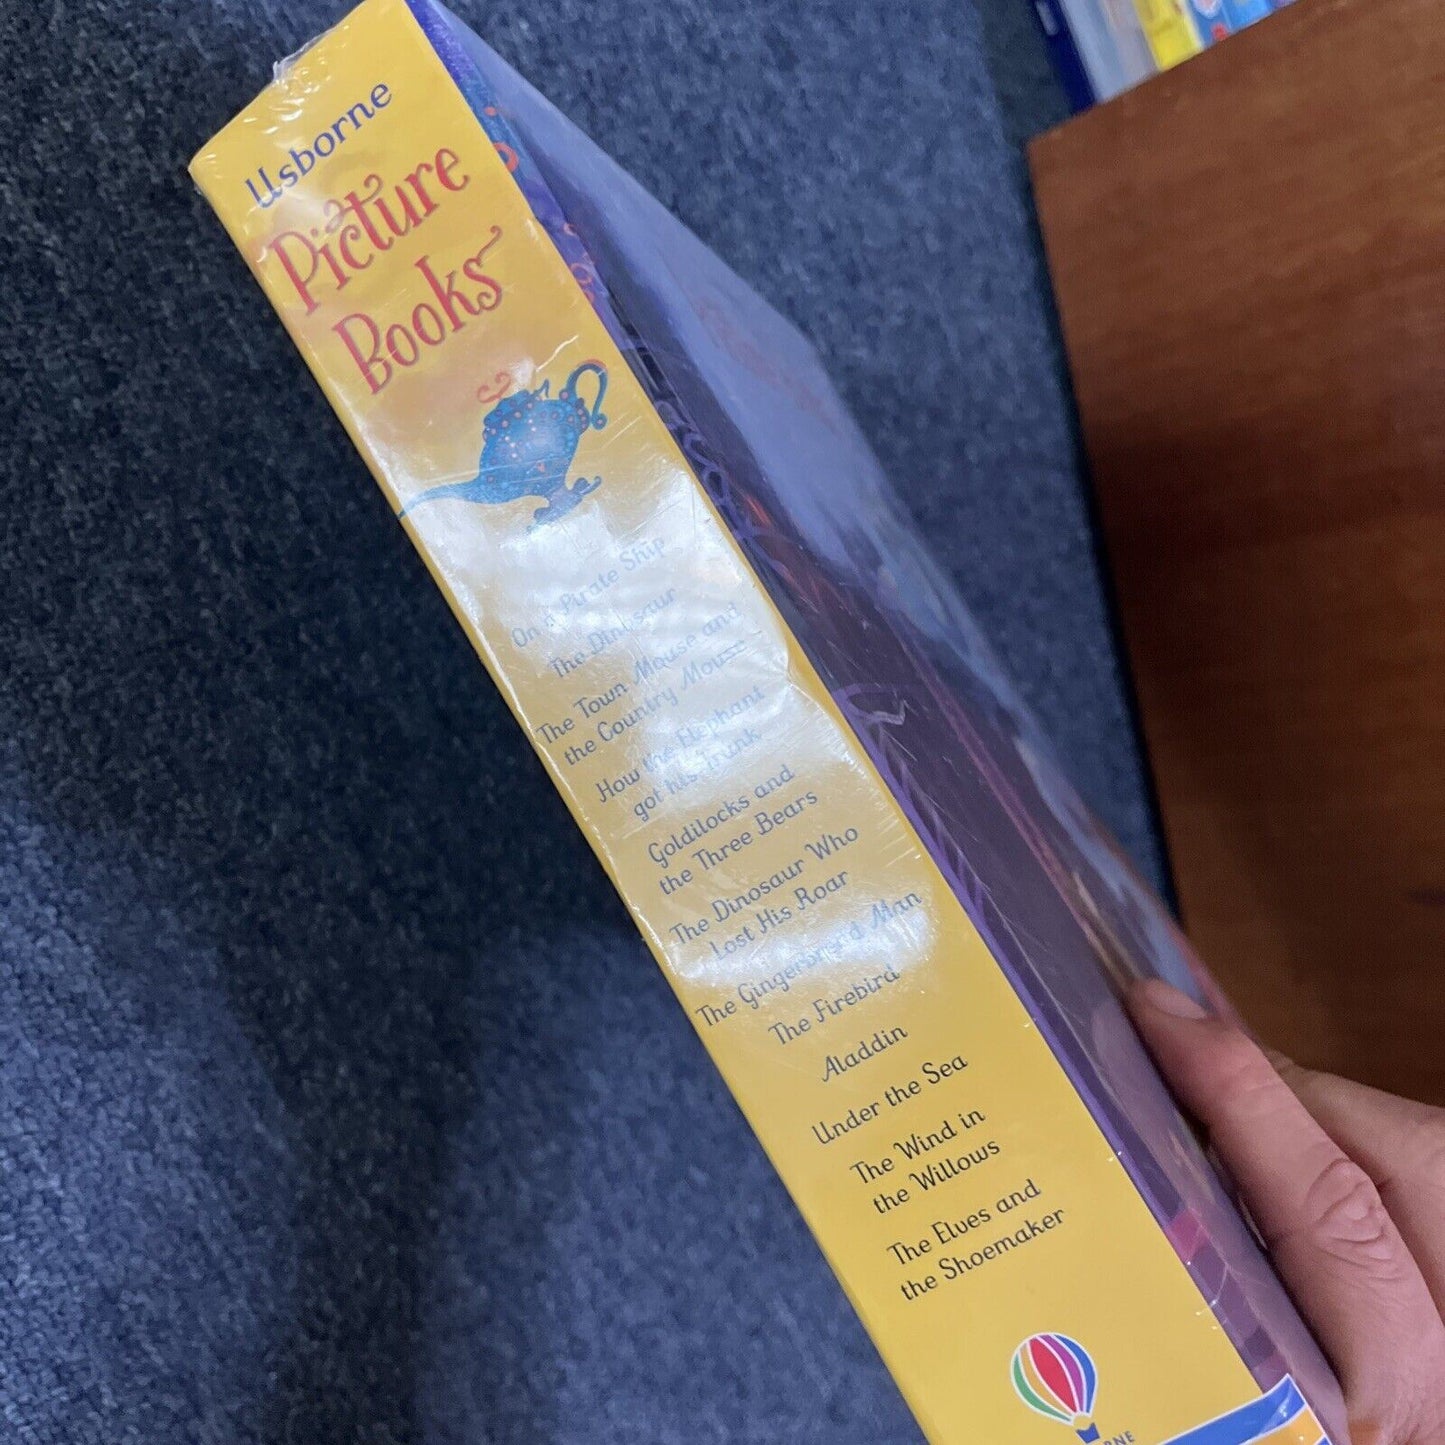 Usborne
Picture
Books
On a Pirate Ship
The Dinosaur
The Town Mouse and
the Country Mouse
How the Elephant
got his Trunk
Goldilocks and
the Three Bears
The Dinosaur Who
Lost His Roar
The Gingerbread Man
The Firebird
Aladdin
Under the Sea
The Wind in
the Willows
The Elves and
the Shoemaker